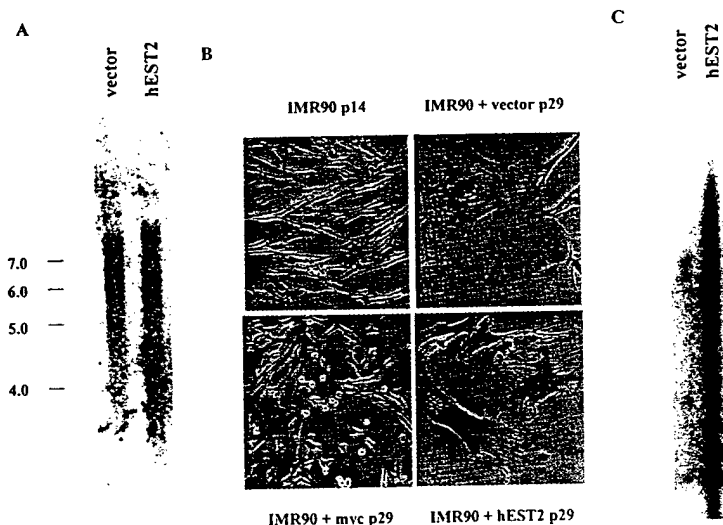 A
vector
hEST2
B
C
vector
hEST2
IMR90 p14
IMR90 + vector p29
7.0
6.0
5.0
4.0
IMR90 + myc p29
IMR90 + hEST2 p29